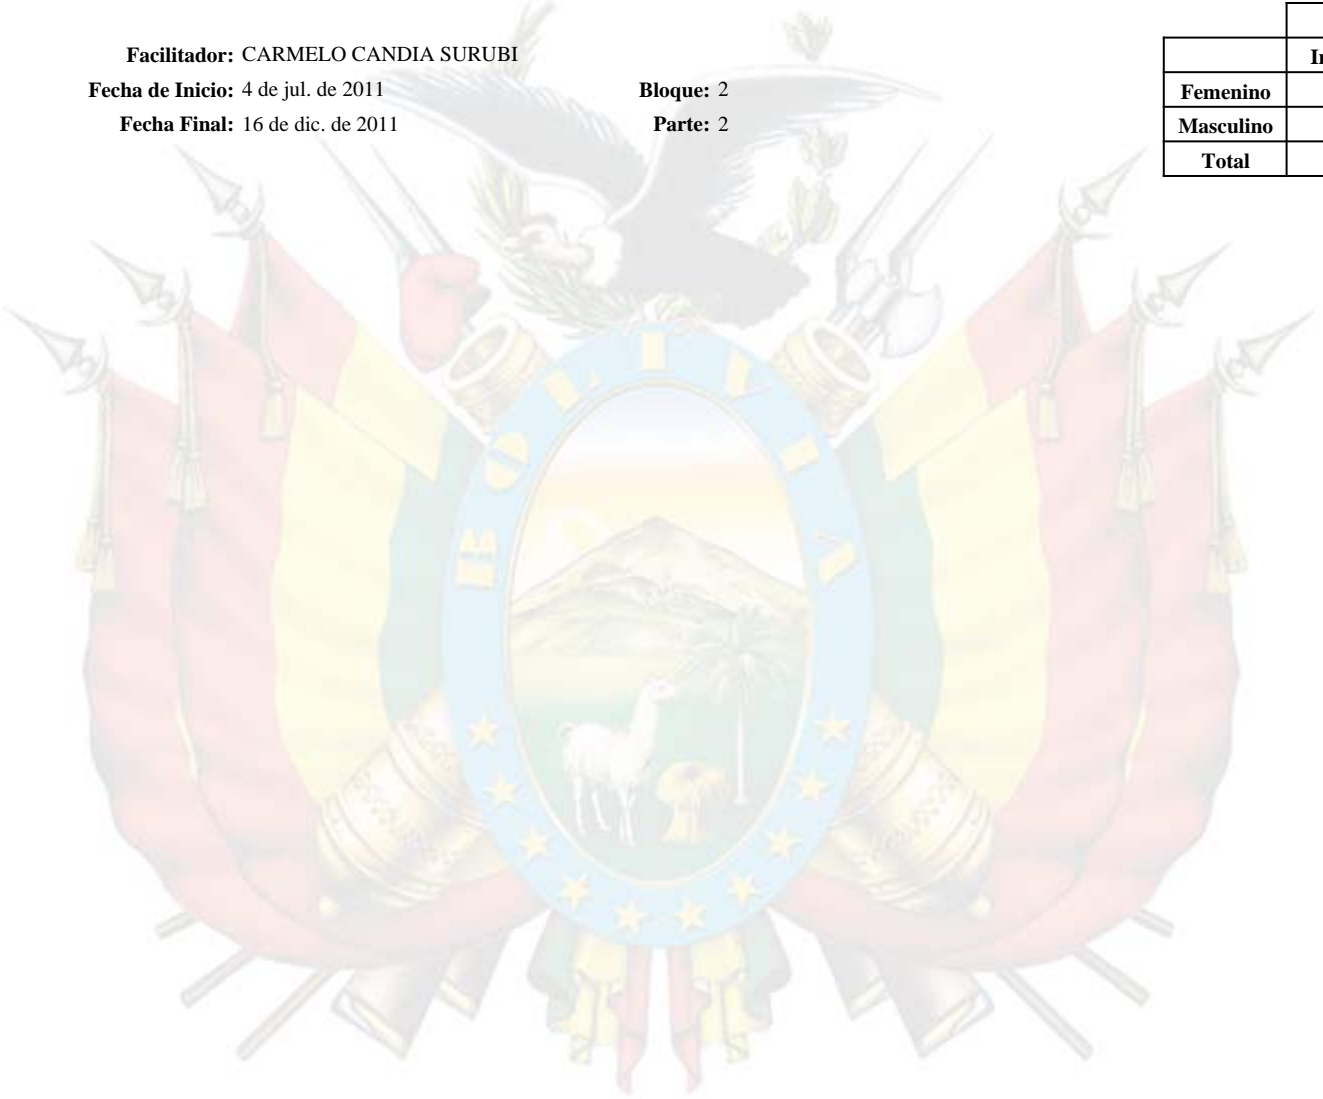 Facilitador: CARMELO CANDIA SURUBI
Fecha de Inicio: 4 de jul. de 2011 Bloque: 2
Fecha Final: 16 de dic. de 2011 Parte: 2
Femenino
Masculino
Total
BOLIVIA